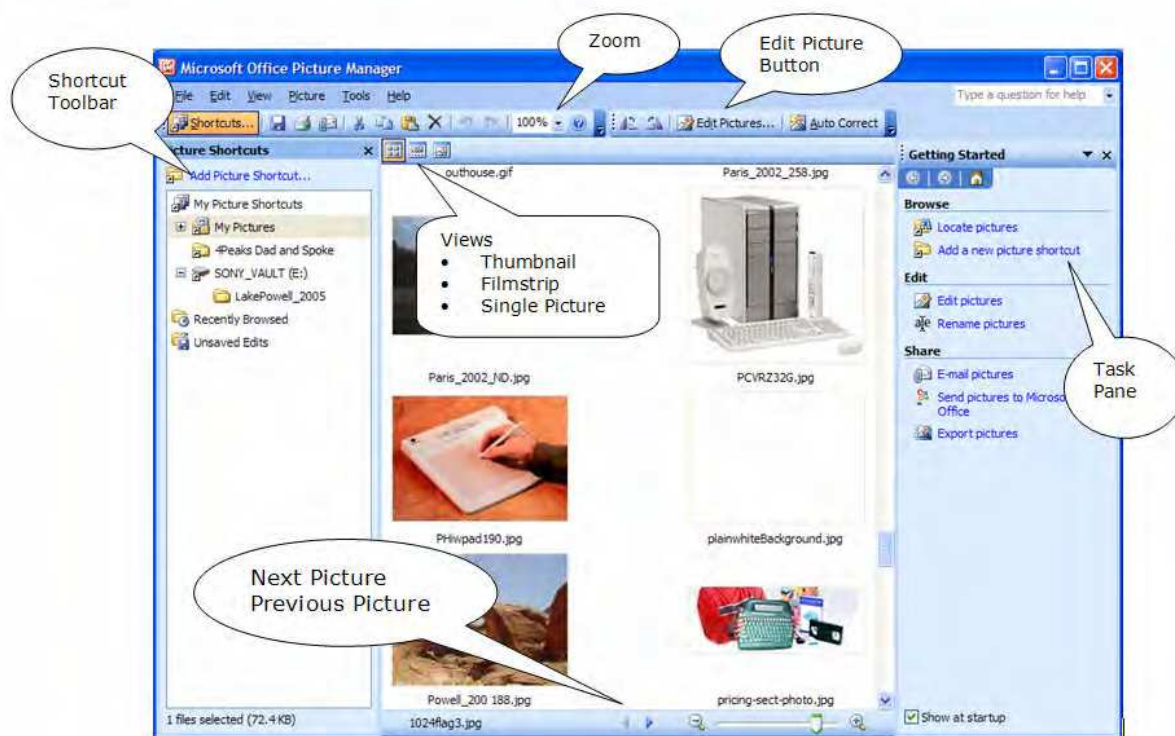 Zoom
Edit Picture
Button
Shortcut
Toolbar
Microsoft Office Picture Manager
File Edit View Picture Tools Help
Type a question for help
Shortcuts...
100%
Edit Pictures...
Auto Correct
Picture Shortcuts
Add Picture Shortcut...
My Picture Shortcuts
My Pictures
4Peaks Dad and Spoke
SONY_VAULT (E:)
LakePowell_2005
Recently Browsed
Unsaved Edits
outhouse.gif
Paris_2002_258.jpg
Views
• Thumbnail
• Filmstrip
• Single Picture
Paris_2002_ND.jpg
PCVRZ32G.jpg
PHiwpad190.jpg
plainwhiteBackground.jpg
Next Picture
Previous Picture
Powell_200 188.jpg
pricing-sect-photo.jpg
Getting Started
Browse
Locate pictures
Add a new picture shortcut
Edit
Edit pictures
Rename pictures
Share
E-mail pictures
Send pictures to Microso
Office
Export pictures
Task
Pane
1 files selected (72.4 KB)
1024flag3.jpg
Show at startup